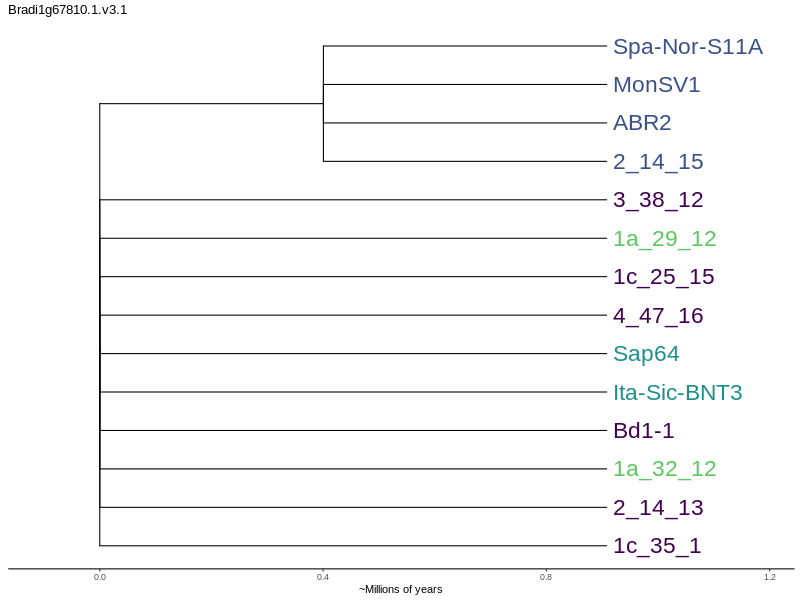 Bradi1g67810.1.v3.1
Spa-Nor-S11A
MonSV1
ABR2
2_14_15
3_38_12
1a_29_12
1c_25_15
4_47_16
Sap64
Ita-Sic-BNT3
Bd1-1
1a_32_12
2_14_13
1c_35_1
0.0 0.4 0.8 1.2
~Millions of years